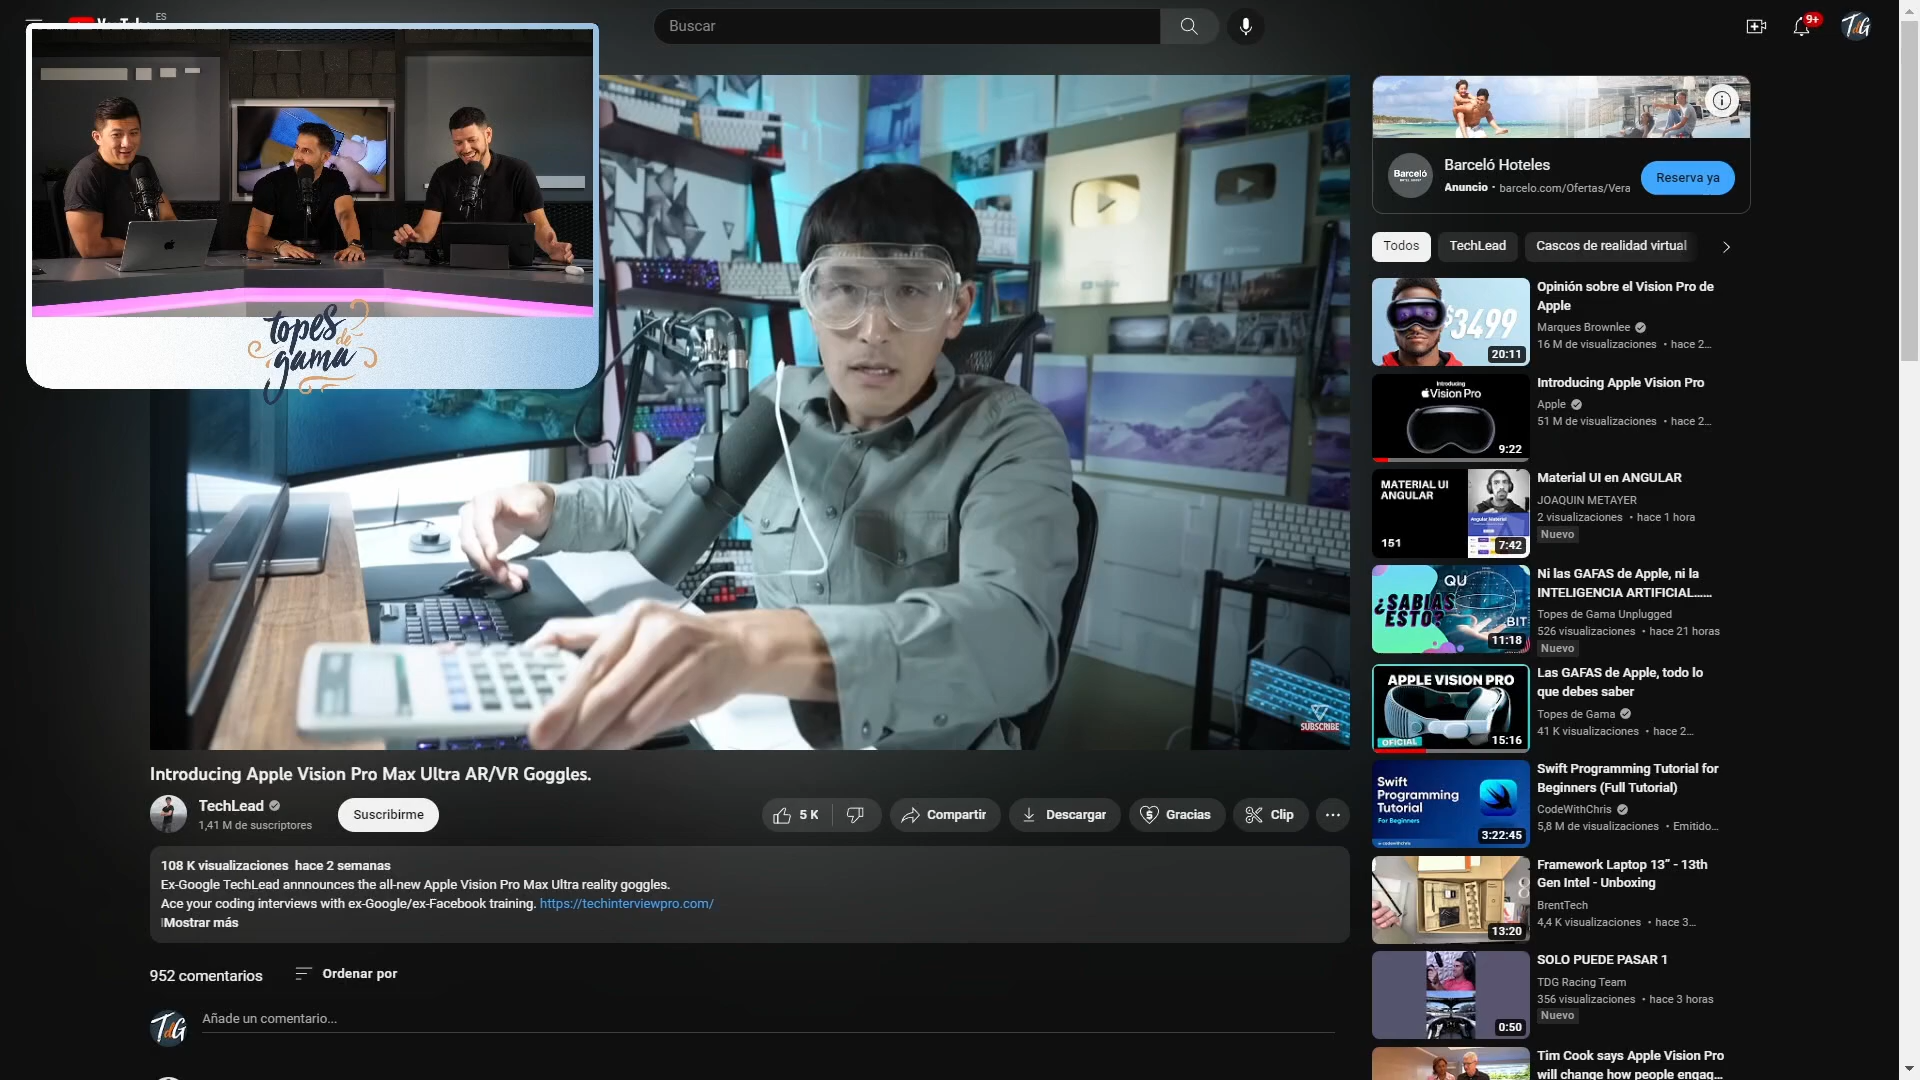 ES
Buscar
9+
TdG
topes
de
gama
SUBSCRIBE
Introducing Apple Vision Pro Max Ultra AR/VR Goggles.
TechLead
1,41 M de suscriptores
Suscribirme
5 K
Compartir
Descargar
Gracias
Clip
108 K visualizaciones hace 2 semanas
Ex-Google TechLead annnounces the all-new Apple Vision Pro Max Ultra reality goggles.
Ace your coding interviews with ex-Google/ex-Facebook training. https://techinterviewpro.com/
Mostrar más
952 comentarios
Ordenar por
TdG
Añade un comentario...
Barceló
Barceló Hoteles
Anuncio · barcelo.com/Ofertas/Vera
Reserva ya
Todos
TechLead
Cascos de realidad virtual
$3499
20:11
Opinión sobre el Vision Pro de
Apple
Marques Brownlee
16 M de visualizaciones • hace 2...
Introducing
Vision Pro
9:22
Introducing Apple Vision Pro
Apple
51 M de visualizaciones • hace 2...
MATERIAL UI
ANGULAR
151
7:42
Material UI en ANGULAR
JOAQUIN METAYER
2 visualizaciones • hace 1 hora
Nuevo
QU
¿SABIAS
ESTO?
BIT
11:18
Ni las GAFAS de Apple, ni la
INTELIGENCIA ARTIFICIAL......
Topes de Gama Unplugged
526 visualizaciones • hace 21 horas
Nuevo
APPLE VISION PRO
OFICIAL
15:16
Las GAFAS de Apple, todo lo
que debes saber
Topes de Gama
41 K visualizaciones • hace 2...
Swift
Programming
Tutorial
For Beginners
codewithchris
3:22:45
Swift Programming Tutorial for
Beginners (Full Tutorial)
CodeWithChris
5,8 M de visualizaciones • Emitido...
13:20
Framework Laptop 13” - 13th
Gen Intel - Unboxing
BrentTech
4,4 K visualizaciones • hace 3...
0:50
SOLO PUEDE PASAR 1
TDG Racing Team
356 visualizaciones • hace 3 horas
Nuevo
Tim Cook says Apple Vision Pro
will change how people engag...